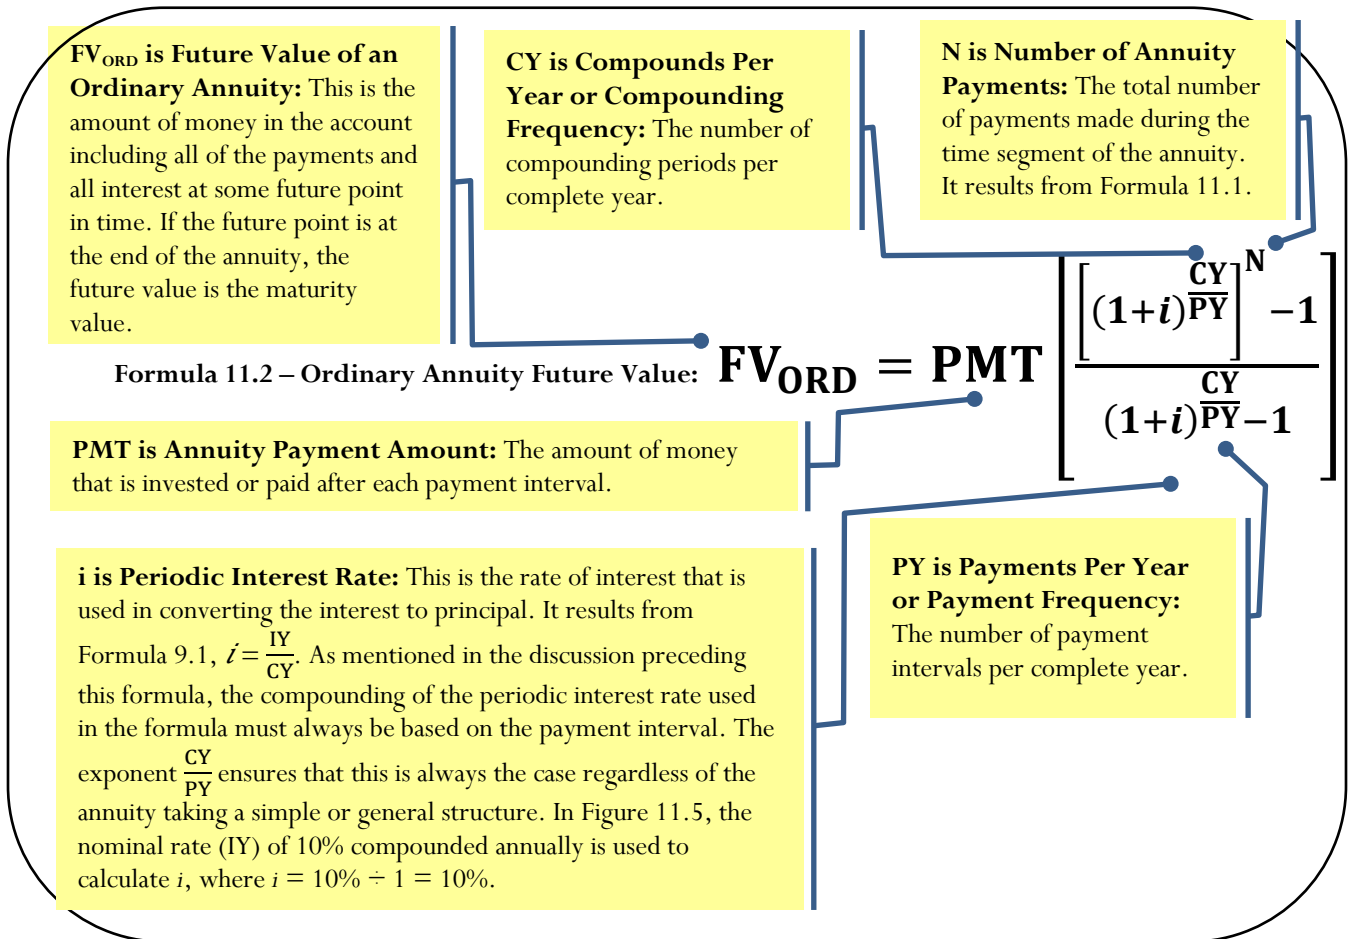 FV_ORD is Future Value of an
Ordinary Annuity: This is the
amount of money in the account
including all of the payments and
all interest at some future point
in time. If the future point is at
the end of the annuity, the
future value is the maturity
value.
CY is Compounds Per
Year or Compounding
Frequency: The number of
compounding periods per
complete year.
N is Number of Annuity
Payments: The total number
of payments made during the
time segment of the annuity.
It results from Formula 11.1.
Formula 11.2 – Ordinary Annuity Future Value: FV_ORD = PMT [ ( [ (1+i)^(CY/PY) ]^N −1 ) / ( (1+i)^(CY/PY) −1 ) ]
PMT is Annuity Payment Amount: The amount of money
that is invested or paid after each payment interval.
i is Periodic Interest Rate: This is the rate of interest that is
used in converting the interest to principal. It results from
Formula 9.1, i = IY/CY. As mentioned in the discussion preceding
this formula, the compounding of the periodic interest rate used
in the formula must always be based on the payment interval. The
exponent CY/PY ensures that this is always the case regardless of the
annuity taking a simple or general structure. In Figure 11.5, the
nominal rate (IY) of 10% compounded annually is used to
calculate i, where i = 10% ÷ 1 = 10%.
PY is Payments Per Year
or Payment Frequency:
The number of payment
intervals per complete year.